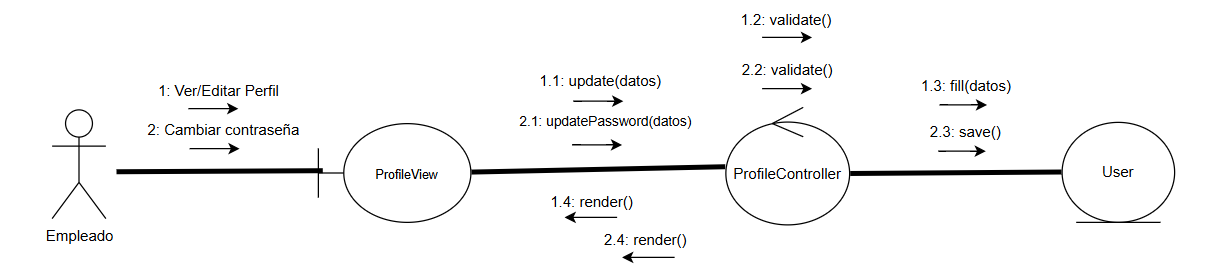 1.2: validate()
2.2: validate()
1.1: update(datos)
1.3: fill(datos)
1: Ver/Editar Perfil
2.1: updatePassword(datos)
2: Cambiar contraseña
2.3: save()
ProfileView
ProfileController
User
1.4: render()
Empleado
2.4: render()